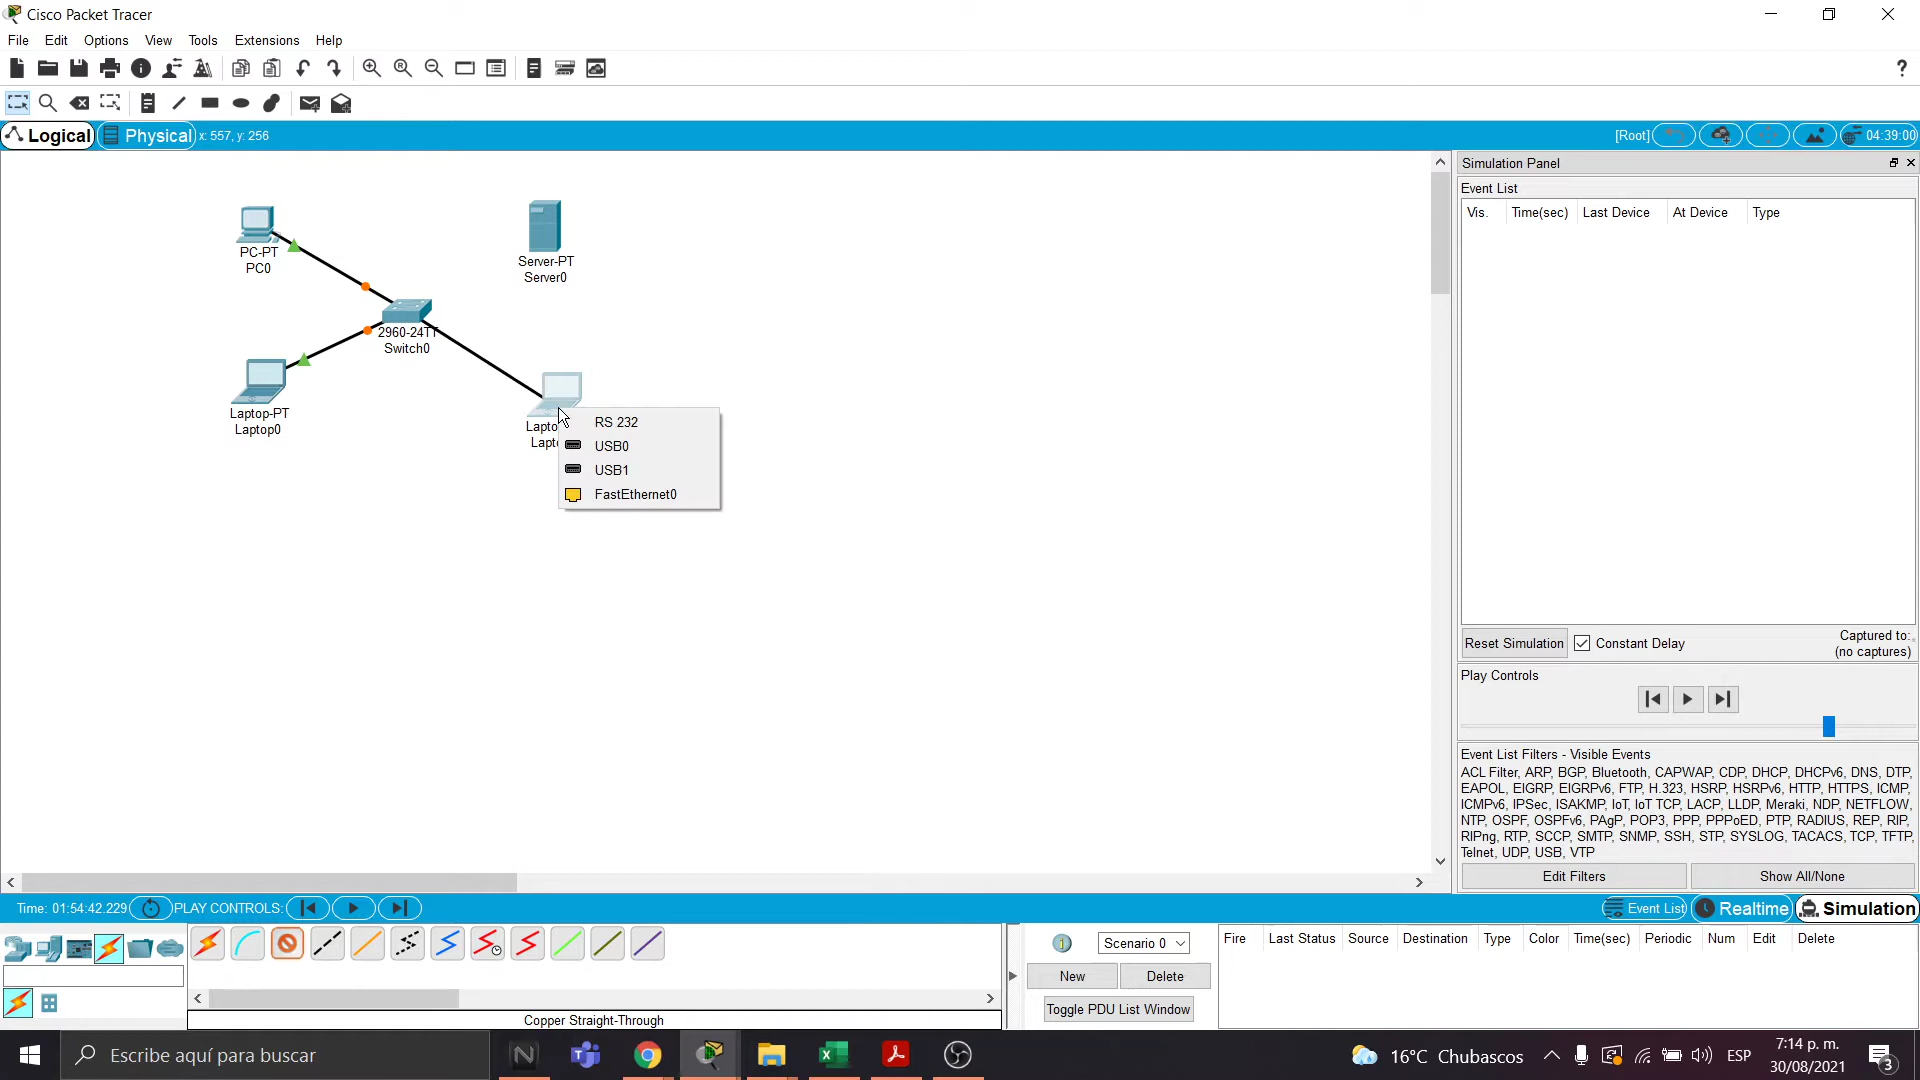 Cisco Packet Tracer
File Edit Options View Tools Extensions Help
?
Logical Physical x: 557, y: 256 [Root] 04:39:00
Simulation Panel
Event List
Vis. Time(sec) Last Device At Device Type
PC-PT
PC0
Server-PT
Server0
2960-24TT
Switch0
Laptop-PT
Laptop0
Lapto
Lapto
RS 232
USB0
USB1
FastEthernet0
Reset Simulation Constant Delay Captured to:
(no captures)
Play Controls
Event List Filters - Visible Events
ACL Filter, ARP, BGP, Bluetooth, CAPWAP, CDP, DHCP, DHCPv6, DNS, DTP,
EAPOL, EIGRP, EIGRPv6, FTP, H.323, HSRP, HSRPv6, HTTP, HTTPS, ICMP,
ICMPv6, IPSec, ISAKMP, IoT, IoT TCP, LACP, LLDP, Meraki, NDP, NETFLOW,
NTP, OSPF, OSPFv6, PAgP, POP3, PPP, PPPoED, PTP, RADIUS, REP, RIP,
RIPng, RTP, SCCP, SMTP, SNMP, SSH, STP, SYSLOG, TACACS, TCP, TFTP,
Telnet, UDP, USB, VTP
Edit Filters Show All/None
Time: 01:54:42.229 PLAY CONTROLS: Event List Realtime Simulation
Scenario 0
New Delete
Toggle PDU List Window
Fire Last Status Source Destination Type Color Time(sec) Periodic Num Edit Delete
Copper Straight-Through
Escribe aquí para buscar
16°C Chubascos ESP 7:14 p. m.
30/08/2021
3